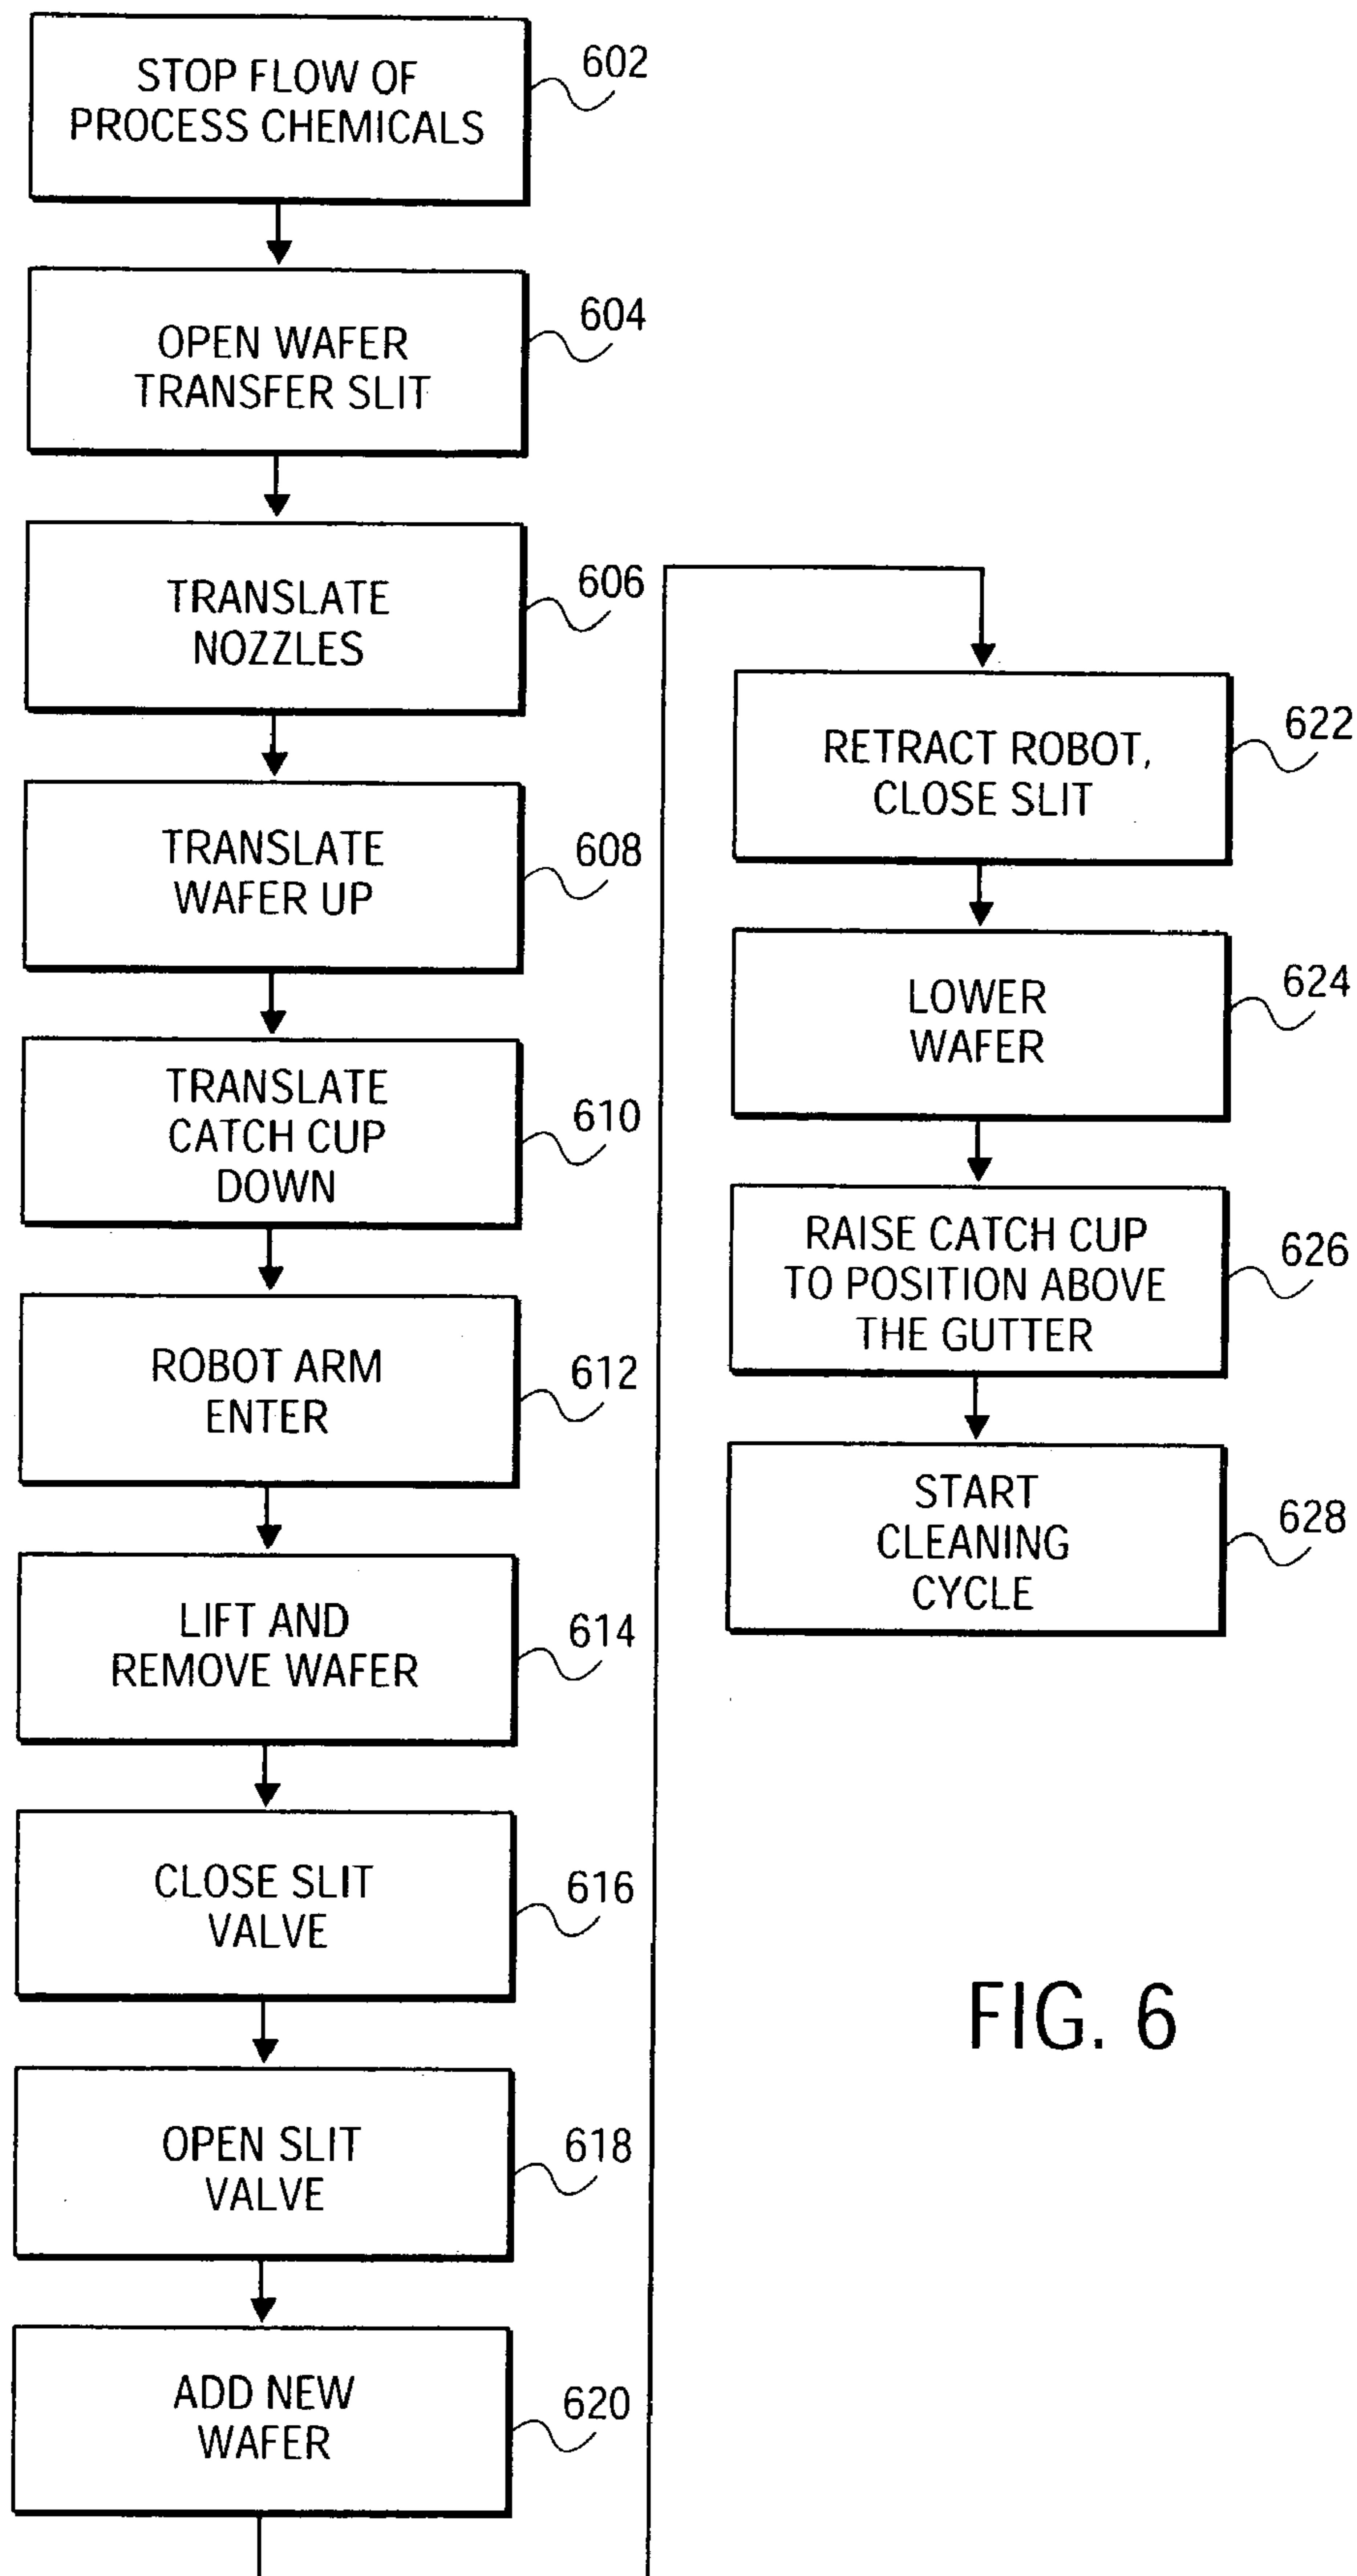 STOP FLOW OF
PROCESS CHEMICALS
602
OPEN WAFER
TRANSFER SLIT
604
TRANSLATE
NOZZLES
606
TRANSLATE
WAFER UP
608
TRANSLATE
CATCH CUP
DOWN
610
ROBOT ARM
ENTER
612
LIFT AND
REMOVE WAFER
614
CLOSE SLIT
VALVE
616
OPEN SLIT
VALVE
618
ADD NEW
WAFER
620
RETRACT ROBOT,
CLOSE SLIT
622
LOWER
WAFER
624
RAISE CATCH CUP
TO POSITION ABOVE
THE GUTTER
626
START
CLEANING
CYCLE
628
FIG. 6